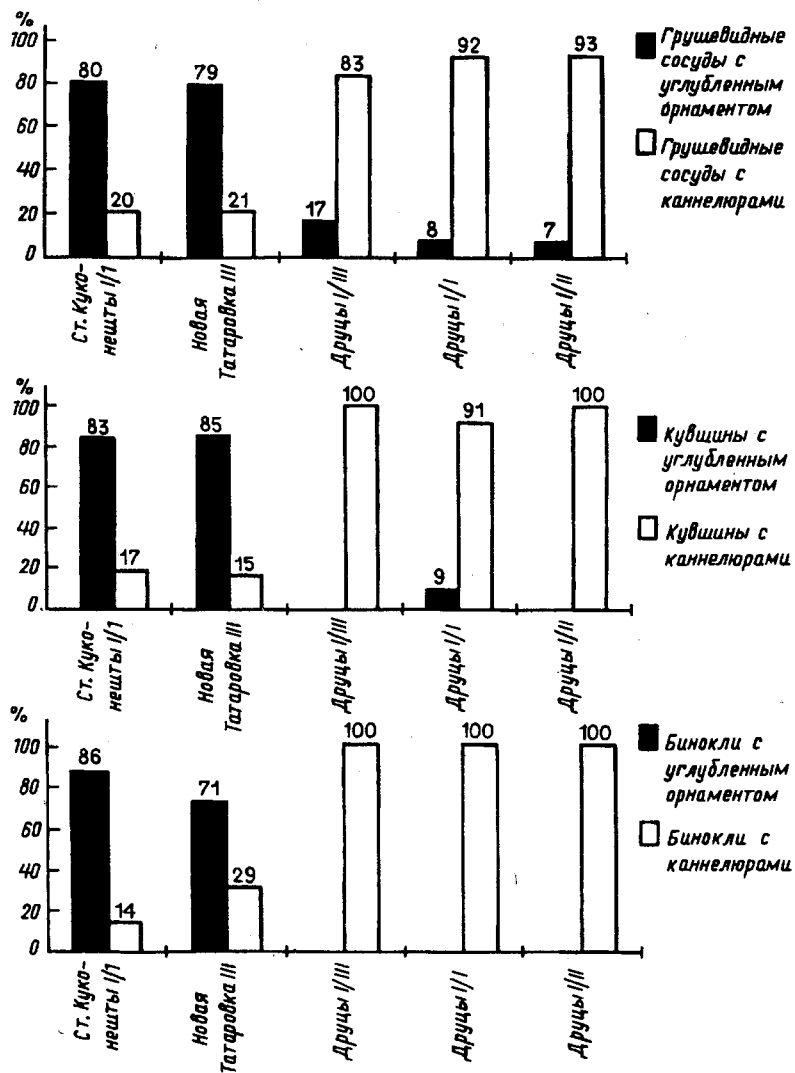 %
100
80
60
40
20
0
80
20
79
21
17
83
8
92
7
93
Ст. Куко-
нешты I/1
Новая
Татаровка III
Друцы I/III
Друцы I/I
Друцы I/II
Грушевидные
сосуды с
углубленным
орнаментом
Грушевидные
сосуды с
каннелюрами
%
100
80
60
40
20
0
83
17
85
15
100
9
91
100
Ст. Куко-
нешты I/1
Новая
Татаровка III
Друцы I/III
Друцы I/I
Друцы I/II
Кувшины с
углубленным
орнаментом
Кувшины с
каннелюрами
%
80
60
40
20
0
86
14
71
29
100
100
100
Ст. Куко-
нешты I/1
Новая
Татаровка III
Друцы I/III
Друцы I/I
Друцы I/II
Бинокли с
углубленным
орнаментом
Бинокли с
каннелюрами